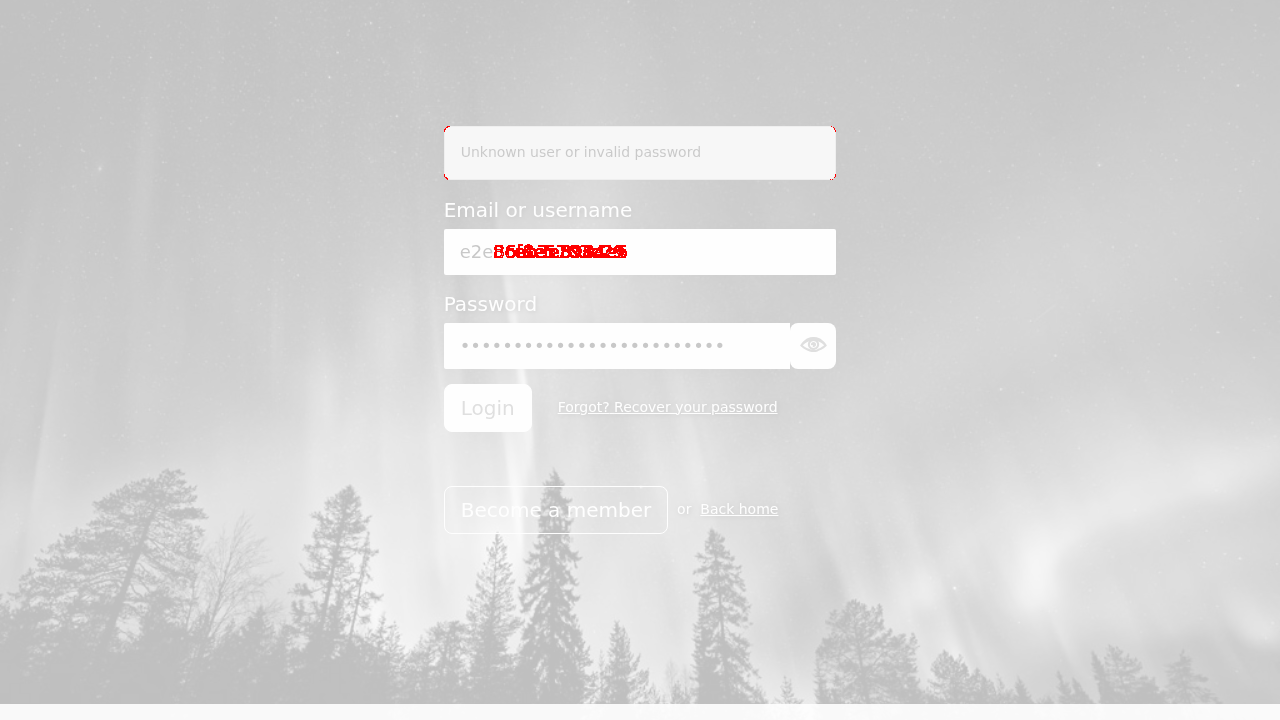 Unknown user or invalid password
Email or username
e2e
Password
Login
Forgot? Recover your password
Become a member
or Back home